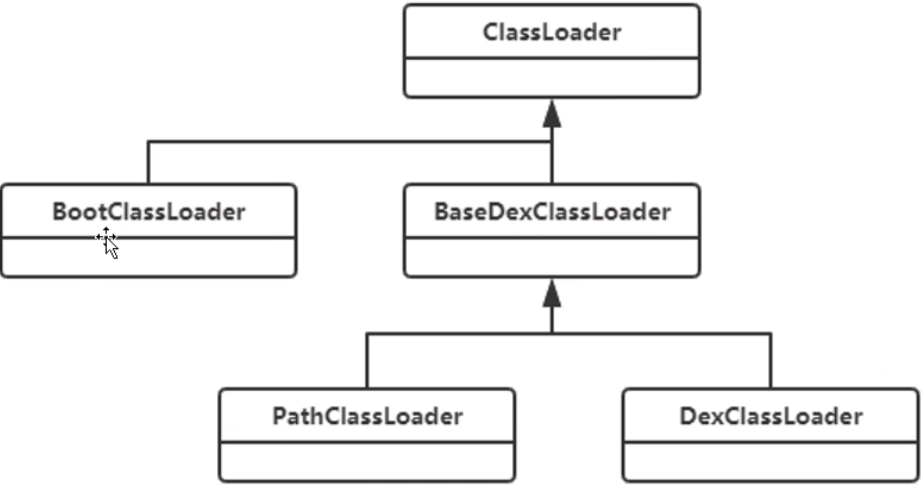 ClassLoader
BootClassLoader
BaseDexClassLoader
PathClassLoader
DexClassLoader